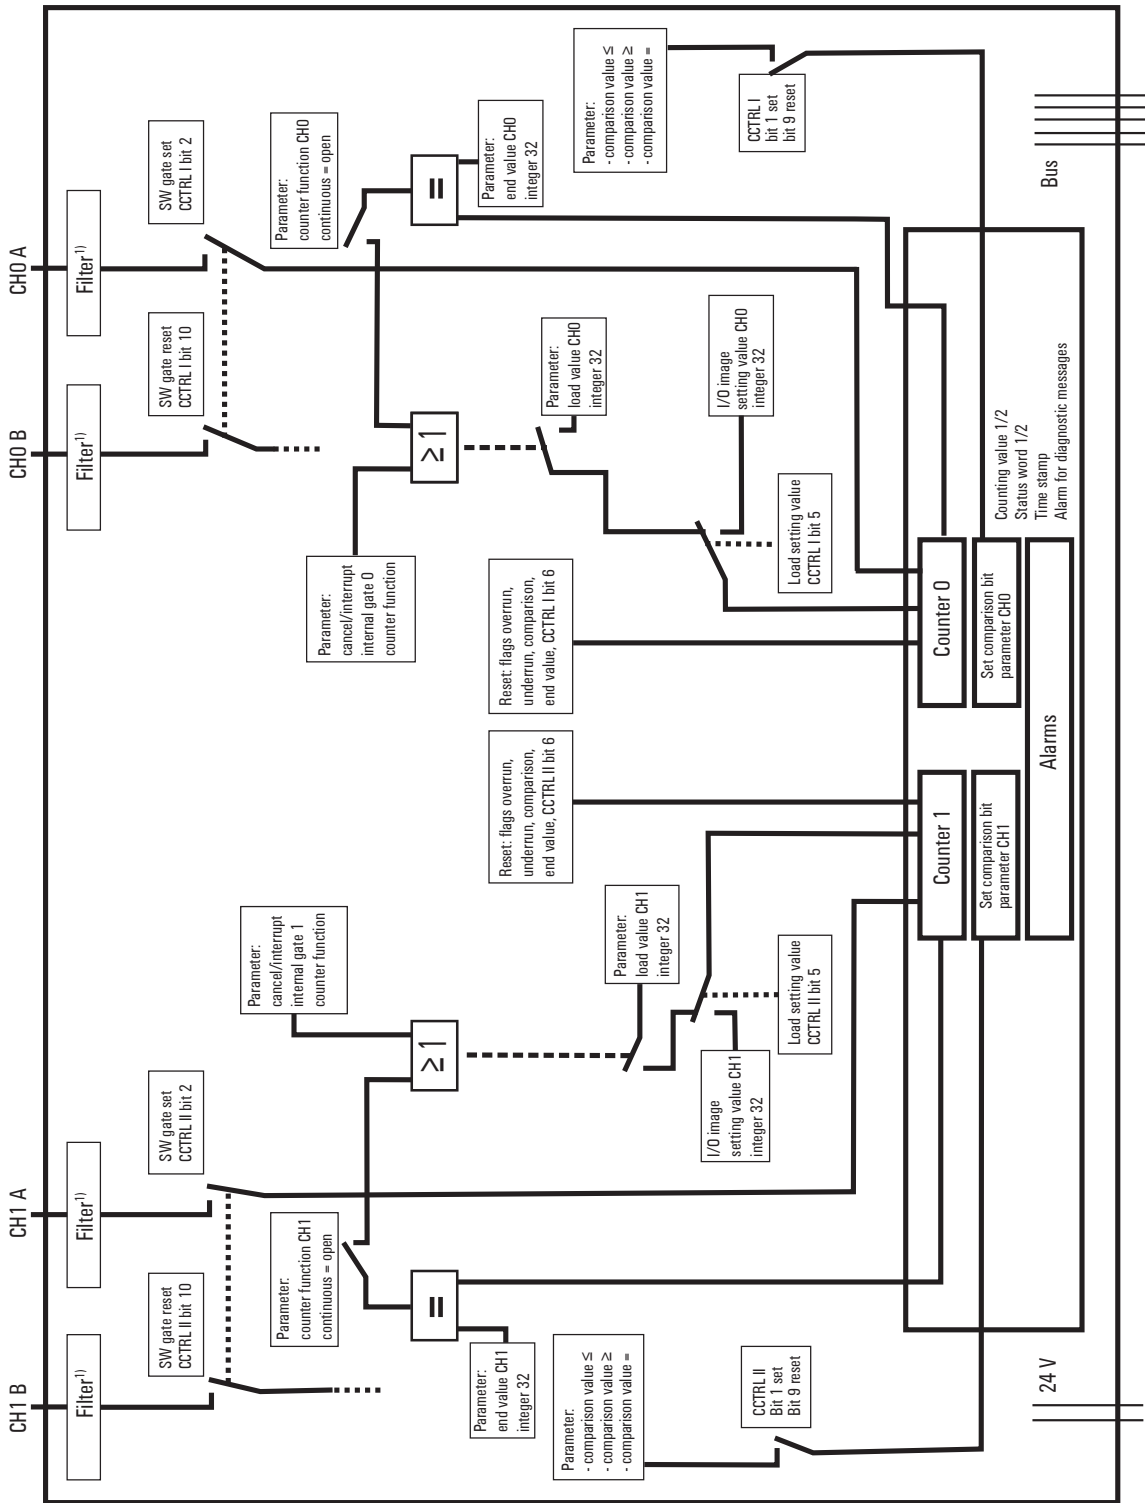 CH1 B
CH1 A
CH0 B
CH0 A
Filter1)
Filter1)
Filter1)
Filter1)
SW gate reset
CCTRL II bit 10
SW gate set
CCTRL II bit 2
SW gate reset
CCTRL I bit 10
SW gate set
CCTRL I bit 2
Parameter:
counter function CH1
continuous = open
Parameter:
cancel/interrupt
internal gate 1
counter function
Parameter:
cancel/interrupt
internal gate 0
counter function
Parameter:
counter function CH0
continuous = open
=
≥1
≥1
=
Parameter:
end value CH1
integer 32
Parameter:
end value CH0
integer 32
Reset: flags overrun,
underrun, comparison,
end value, CCTRL II bit 6
Reset: flags overrun,
underrun, comparison,
end value, CCTRL I bit 6
Parameter:
load value CH0
integer 32
Parameter:
- comparison value ≤
- comparison value ≥
- comparison value =
Parameter:
load value CH1
integer 32
Parameter:
- comparison value ≤
- comparison value ≥
- comparison value =
I/O image
setting value CH1
integer 32
I/O image
setting value CH0
integer 32
CCTRL II
Bit 1 set
Bit 9 reset
Load setting value
CCTRL II bit 5
Load setting value
CCTRL I bit 5
CCTRL I
bit 1 set
bit 9 reset
Counter 1
Counter 0
Set comparison bit
parameter CH1
Set comparison bit
parameter CH0
Counting value 1/2
Status word 1/2
Time stamp
Alarm for diagnostic messages
Alarms
24 V
Bus